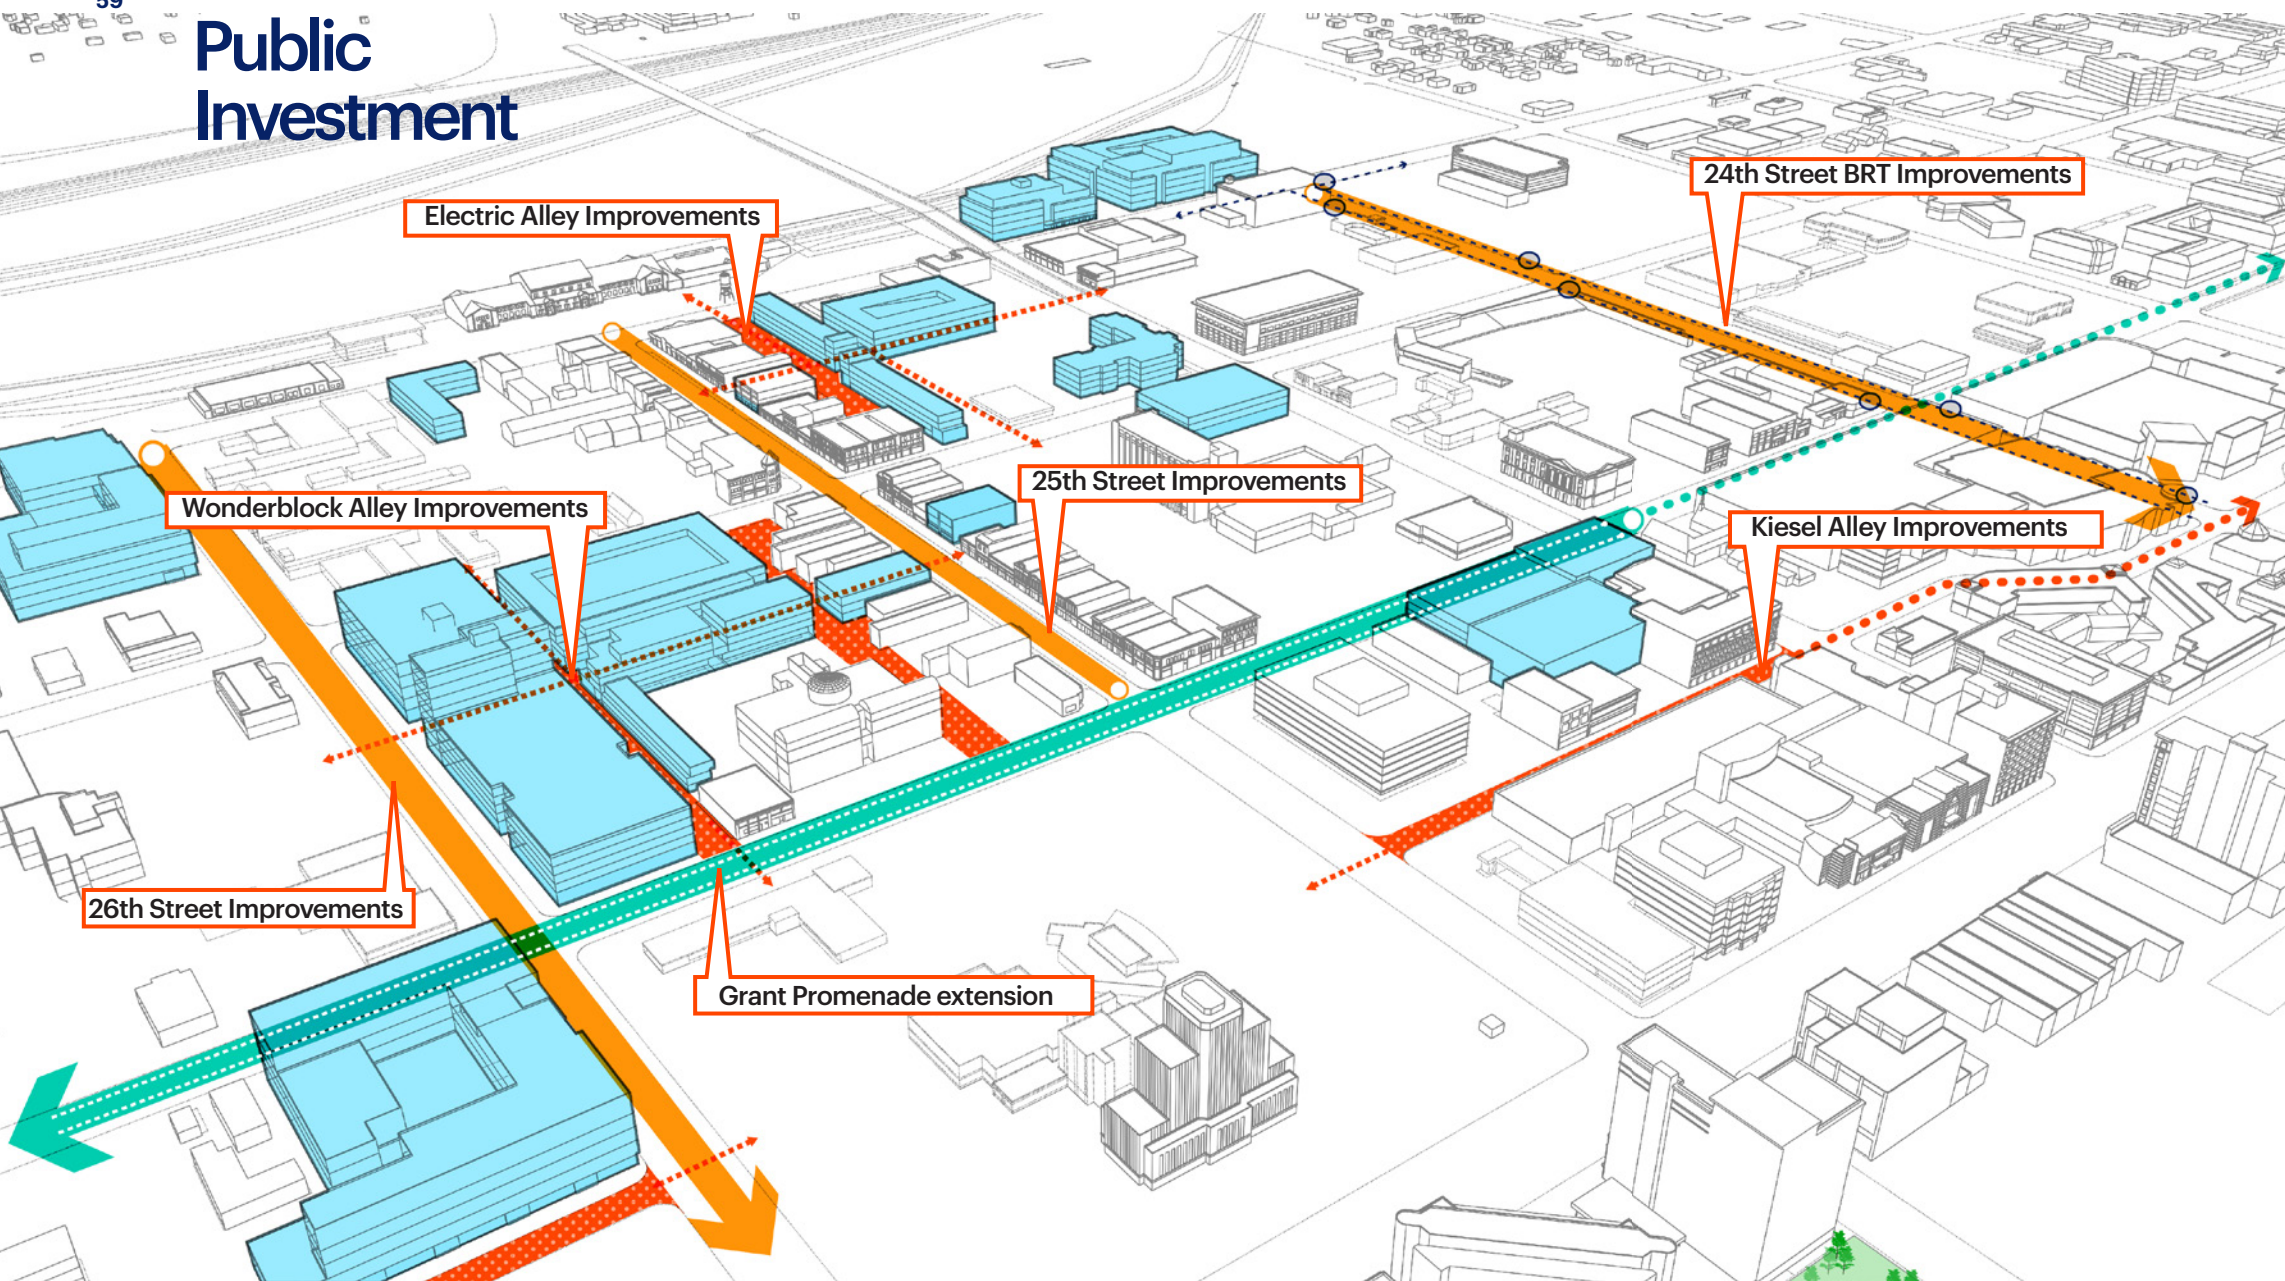 59
Public
Investment
24th Street BRT Improvements
Electric Alley Improvements
25th Street Improvements
Wonderblock Alley Improvements
Kiesel Alley Improvements
26th Street Improvements
Grant Promenade extension